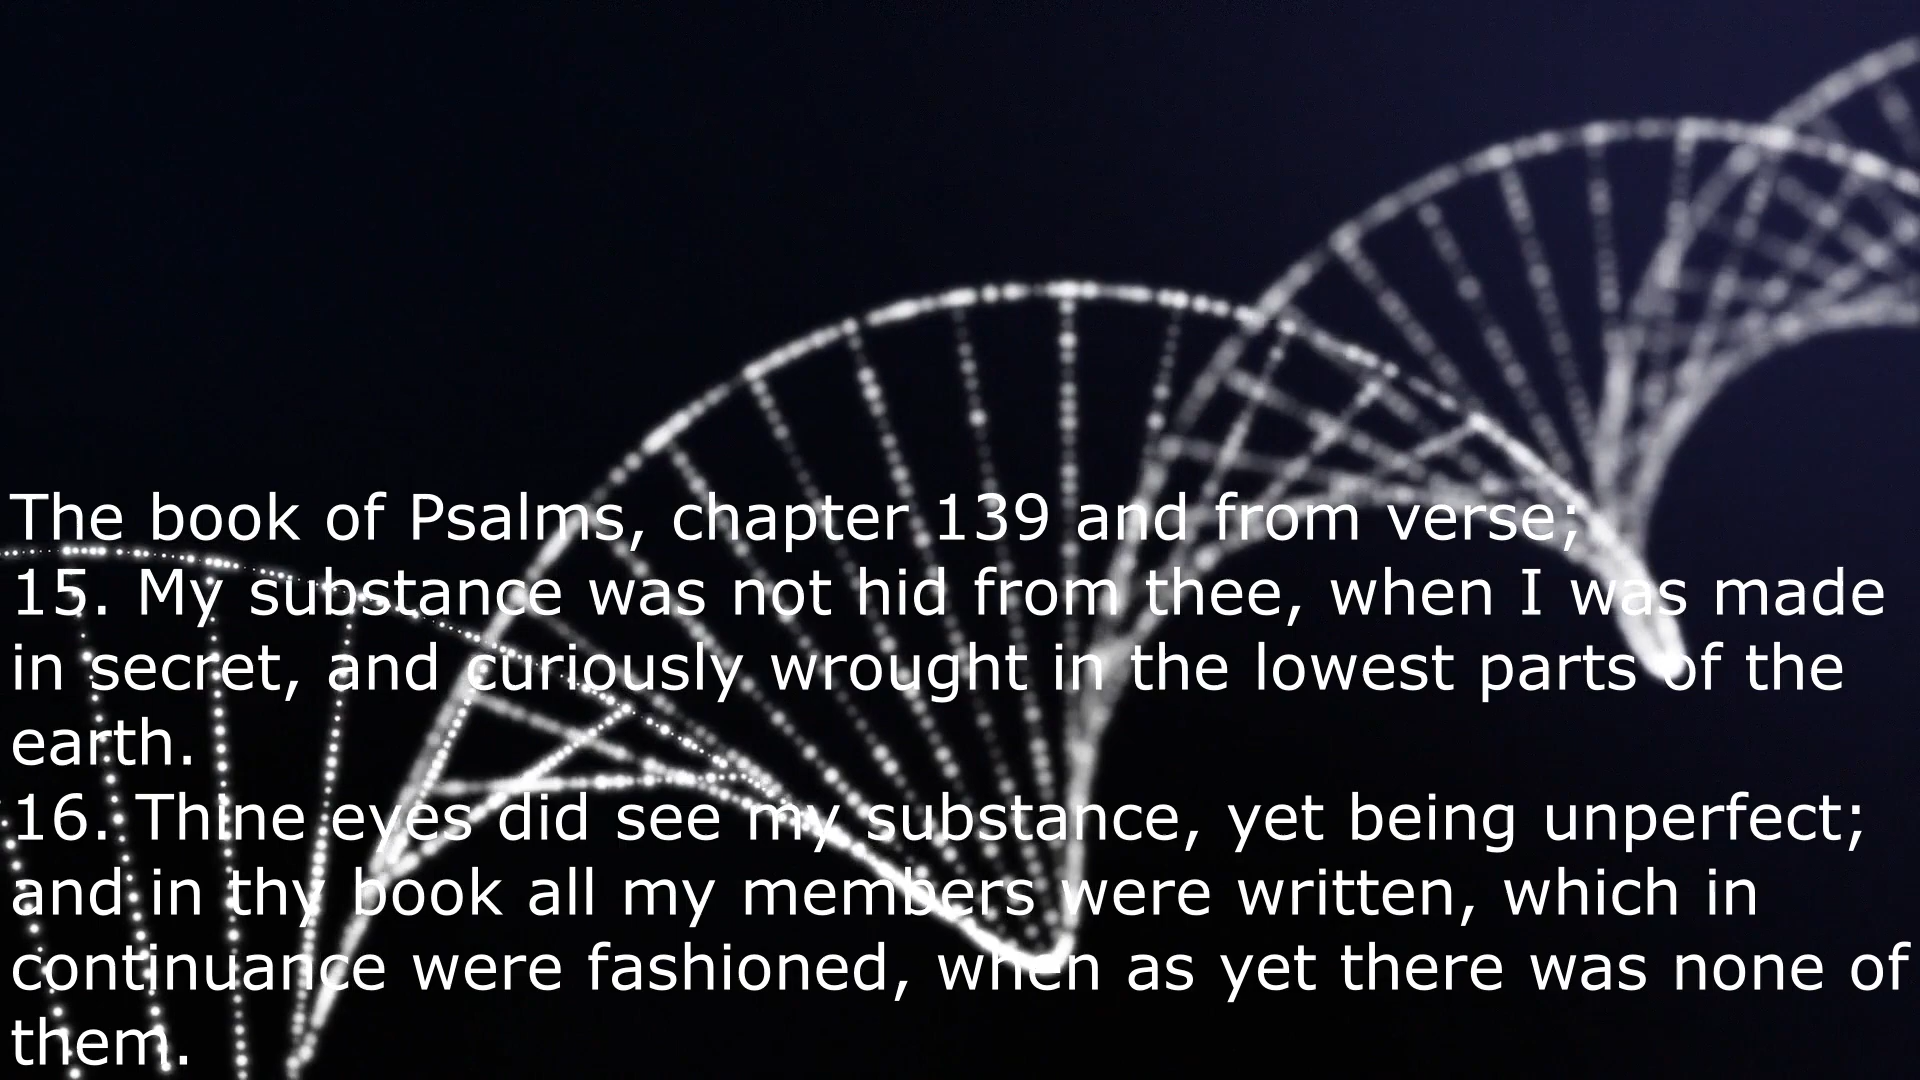 The book of Psalms, chapter 139 and from verse;
15. My substance was not hid from thee, when I was made
in secret, and curiously wrought in the lowest parts of the
earth.
16. Thine eyes did see my substance, yet being unperfect;
and in thy book all my members were written, which in
continuance were fashioned, when as yet there was none of
them.